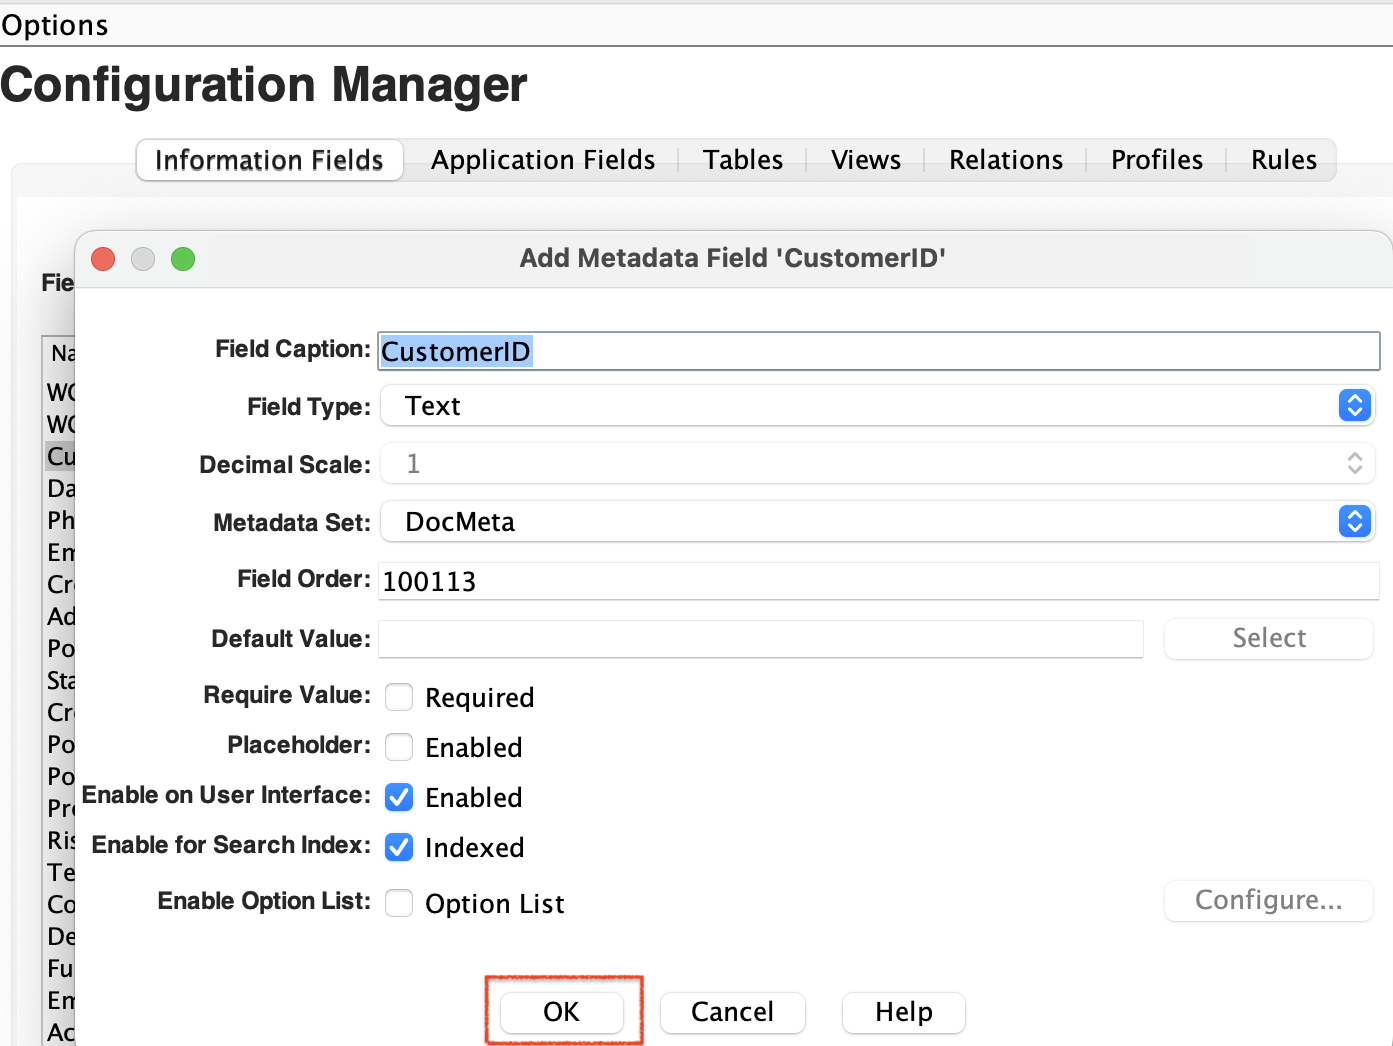 Options
Configuration Manager
Information Fields Application Fields Tables Views Relations Profiles Rules
Add Metadata Field 'CustomerID'
Fie
Na
WC
WC
Cu
Da
Ph
Em
Cre
Ad
Po
Sta
Cre
Po
Po
Pro
Ris
Te
Co
De
Fu
Em
Ac
Field Caption: CustomerID
Field Type: Text
Decimal Scale: 1
Metadata Set: DocMeta
Field Order: 100113
Default Value: Select
Require Value: Required
Placeholder: Enabled
Enable on User Interface: Enabled
Enable for Search Index: Indexed
Enable Option List: Option List Configure...
OK Cancel Help